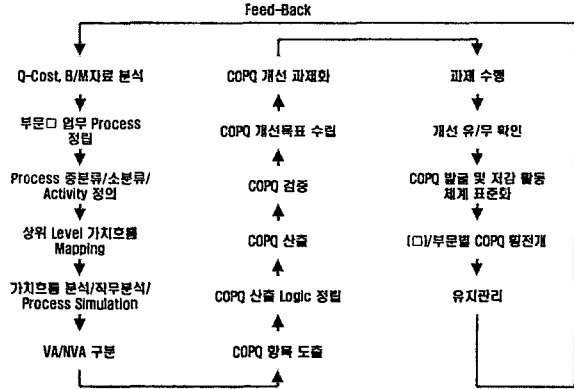 Feed-Back
Q-Cost, B/M자료 분석
부문□ 업무 Process
정립
Process 중분류/소분류/
Activity 정의
상위 Level 가치흐름
Mapping
가치흐름 분석/직무분석/
Process Simulation
VA/NVA 구분
COPQ 개선 과제화
COPQ 개선목표 수립
COPQ 검증
COPQ 산출
COPQ 산출 Logic 정립
COPQ 항목 도출
과제 수행
개선 유/무 확인
COPQ 발굴 및 저감 활동
체계 표준화
(□)/부문별 COPQ 횡전개
유지관리